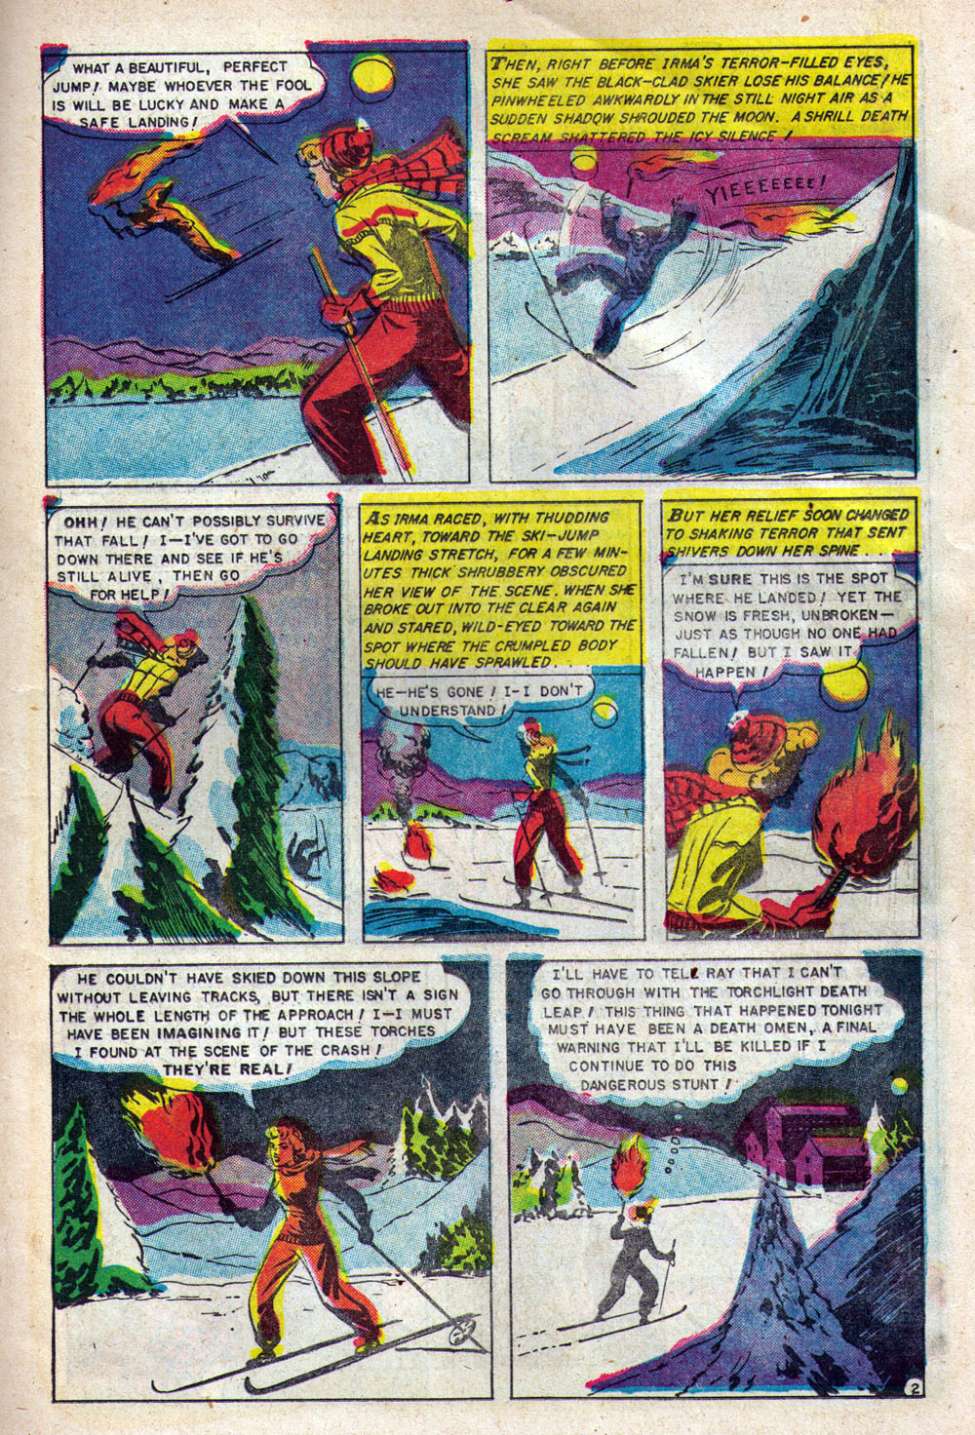 WHAT A BEAUTIFUL, PERFECT
JUMP! MAYBE WHOEVER THE FOOL
IS WILL BE LUCKY AND MAKE A
SAFE LANDING!
THEN, RIGHT BEFORE IRMA'S TERROR-FILLED EYES,
SHE SAW THE BLACK-CLAD SKIER LOSE HIS BALANCE! HE
PINWHEELED AWKWARDLY IN THE STILL NIGHT AIR AS A
SUDDEN SHADOW SHROUDED THE MOON. A SHRILL DEATH
SCREAM SHATTERED THE ICY SILENCE!
YIEEEEEEE!
OHH! HE CAN'T POSSIBLY SURVIVE
THAT FALL! I-I'VE GOT TO GO
DOWN THERE AND SEE IF HE'S
STILL ALIVE, THEN GO
FOR HELP!
AS IRMA RACED, WITH THUDDING
HEART, TOWARD THE SKI-JUMP
LANDING STRETCH, FOR A FEW MIN-
UTES THICK SHRUBBERY OBSCURED
HER VIEW OF THE SCENE. WHEN SHE
BROKE OUT INTO THE CLEAR AGAIN
AND STARED, WILD-EYED TOWARD THE
SPOT WHERE THE CRUMPLED BODY
SHOULD HAVE SPRAWLED...
HE-HE'S GONE! I-I DON'T
UNDERSTAND!
BUT HER RELIEF SOON CHANGED
TO SHAKING TERROR THAT SENT
SHIVERS DOWN HER SPINE...
I'M SURE THIS IS THE SPOT
WHERE HE LANDED! YET THE
SNOW IS FRESH, UNBROKEN-
JUST AS THOUGH NO ONE HAD
FALLEN! BUT I SAW IT
HAPPEN!
HE COULDN'T HAVE SKIED DOWN THIS SLOPE
WITHOUT LEAVING TRACKS, BUT THERE ISN'T A SIGN
THE WHOLE LENGTH OF THE APPROACH! I-I MUST
HAVE BEEN IMAGINING IT! BUT THESE TORCHES
I FOUND AT THE SCENE OF THE CRASH!
THEY'RE REAL!
I'LL HAVE TO TELL RAY THAT I CAN'T
GO THROUGH WITH THE TORCHLIGHT DEATH
LEAP! THIS THING THAT HAPPENED TONIGHT
MUST HAVE BEEN A DEATH OMEN, A FINAL
WARNING THAT I'LL BE KILLED IF I
CONTINUE TO DO THIS
DANGEROUS STUNT!
2